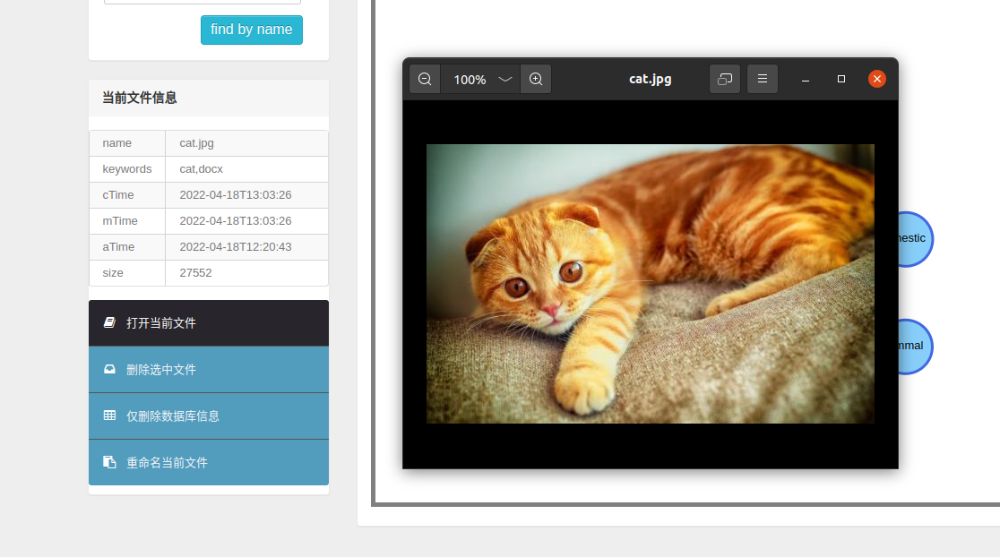 find by name
当前文件信息
name cat.jpg
keywords cat,docx
cTime 2022-04-18T13:03:26
mTime 2022-04-18T13:03:26
aTime 2022-04-18T12:20:43
size 27552
打开当前文件
删除选中文件
仅删除数据库信息
重命名当前文件
100% cat.jpg